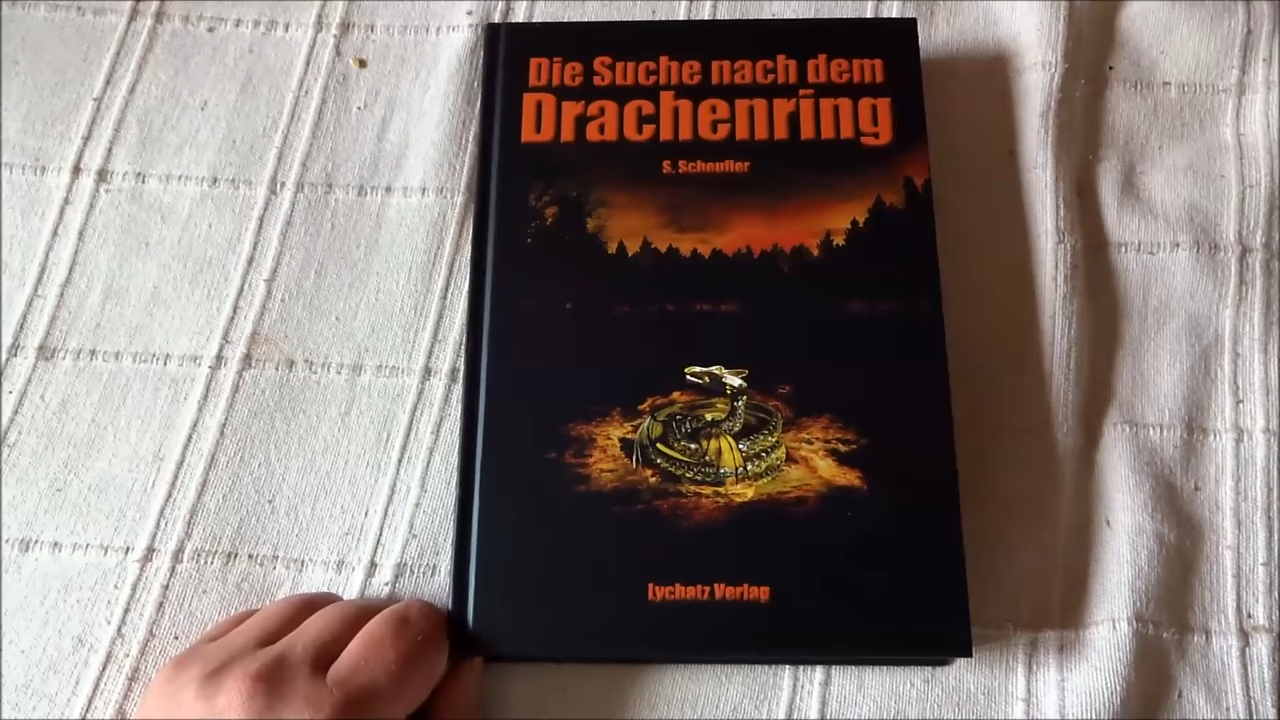 Die Suche nach dem
Drachenring
S. Scheufler
Lychatz Verlag